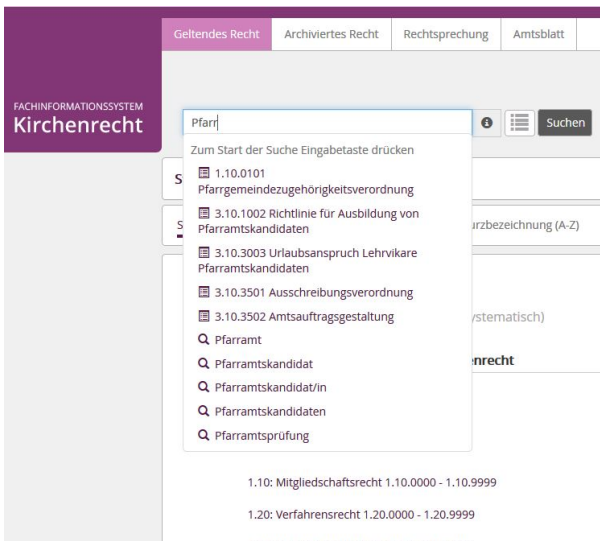 Geltendes Recht
Archiviertes Recht
Rechtsprechung
Amtsblatt
FACHINFORMATIONSSYSTEM
Kirchenrecht
Pfarr
Suchen
Zum Start der Suche Eingabetaste drücken
1.10.0101
Pfarrgemeindezugehörigkeitsverordnung
3.10.1002 Richtlinie für Ausbildung von
Pfarramtskandidaten
3.10.3003 Urlaubsanspruch Lehrvikare
Pfarramtskandidaten
3.10.3501 Ausschreibungsverordnung
3.10.3502 Amtsauftragsgestaltung
Pfarramt
Pfarramtskandidat
Pfarramtskandidat/in
Pfarramtskandidaten
Pfarramtsprüfung
S
S
urzbezeichnung (A-Z)
ystematisch)
enrecht
1.10: Mitgliedschaftsrecht 1.10.0000 - 1.10.9999
1.20: Verfahrensrecht 1.20.0000 - 1.20.9999